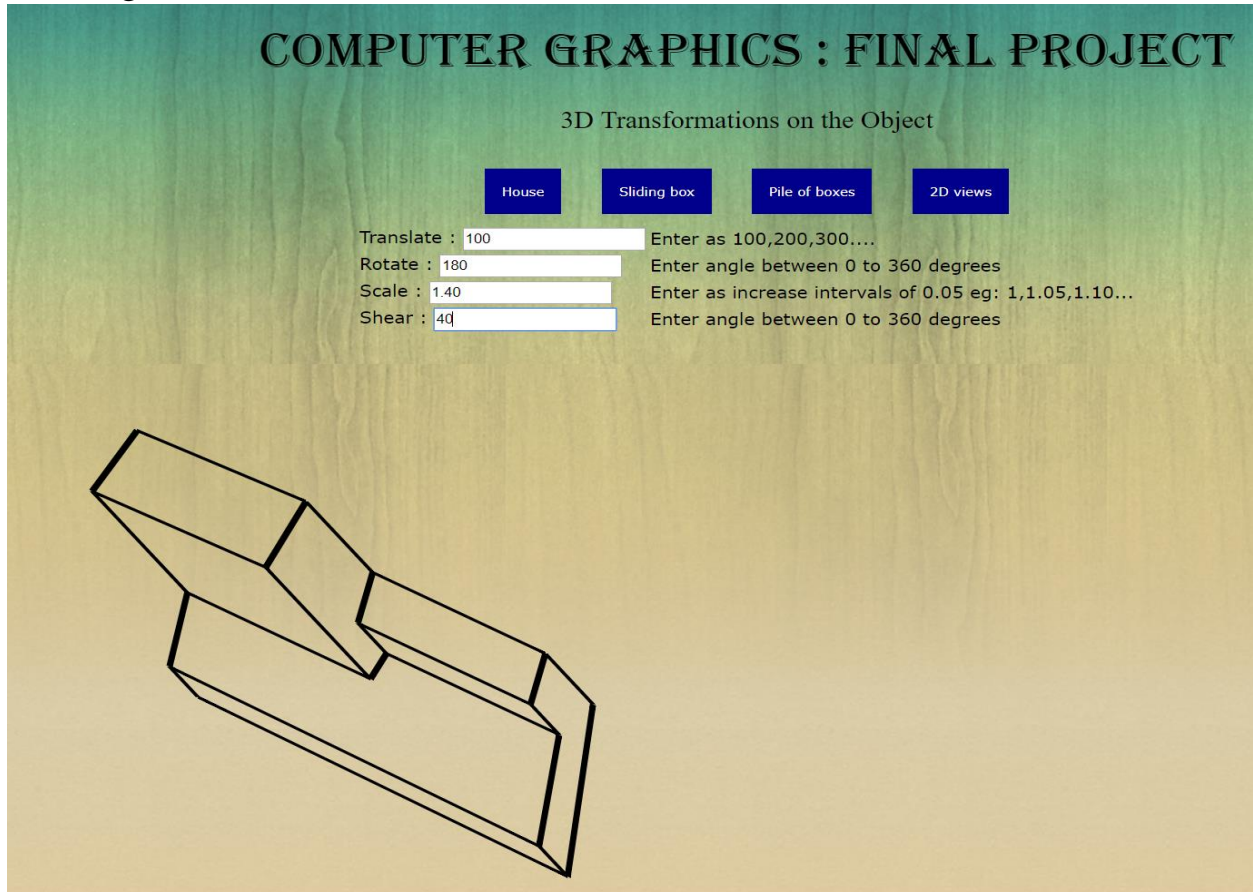 COMPUTER GRAPHICS : FINAL PROJECT
3D Transformations on the Object
House Sliding box Pile of boxes 2D views
Translate : 100 Enter as 100,200,300....
Rotate : 180 Enter angle between 0 to 360 degrees
Scale : 1.40 Enter as increase intervals of 0.05 eg: 1,1.05,1.10...
Shear : 40 Enter angle between 0 to 360 degrees